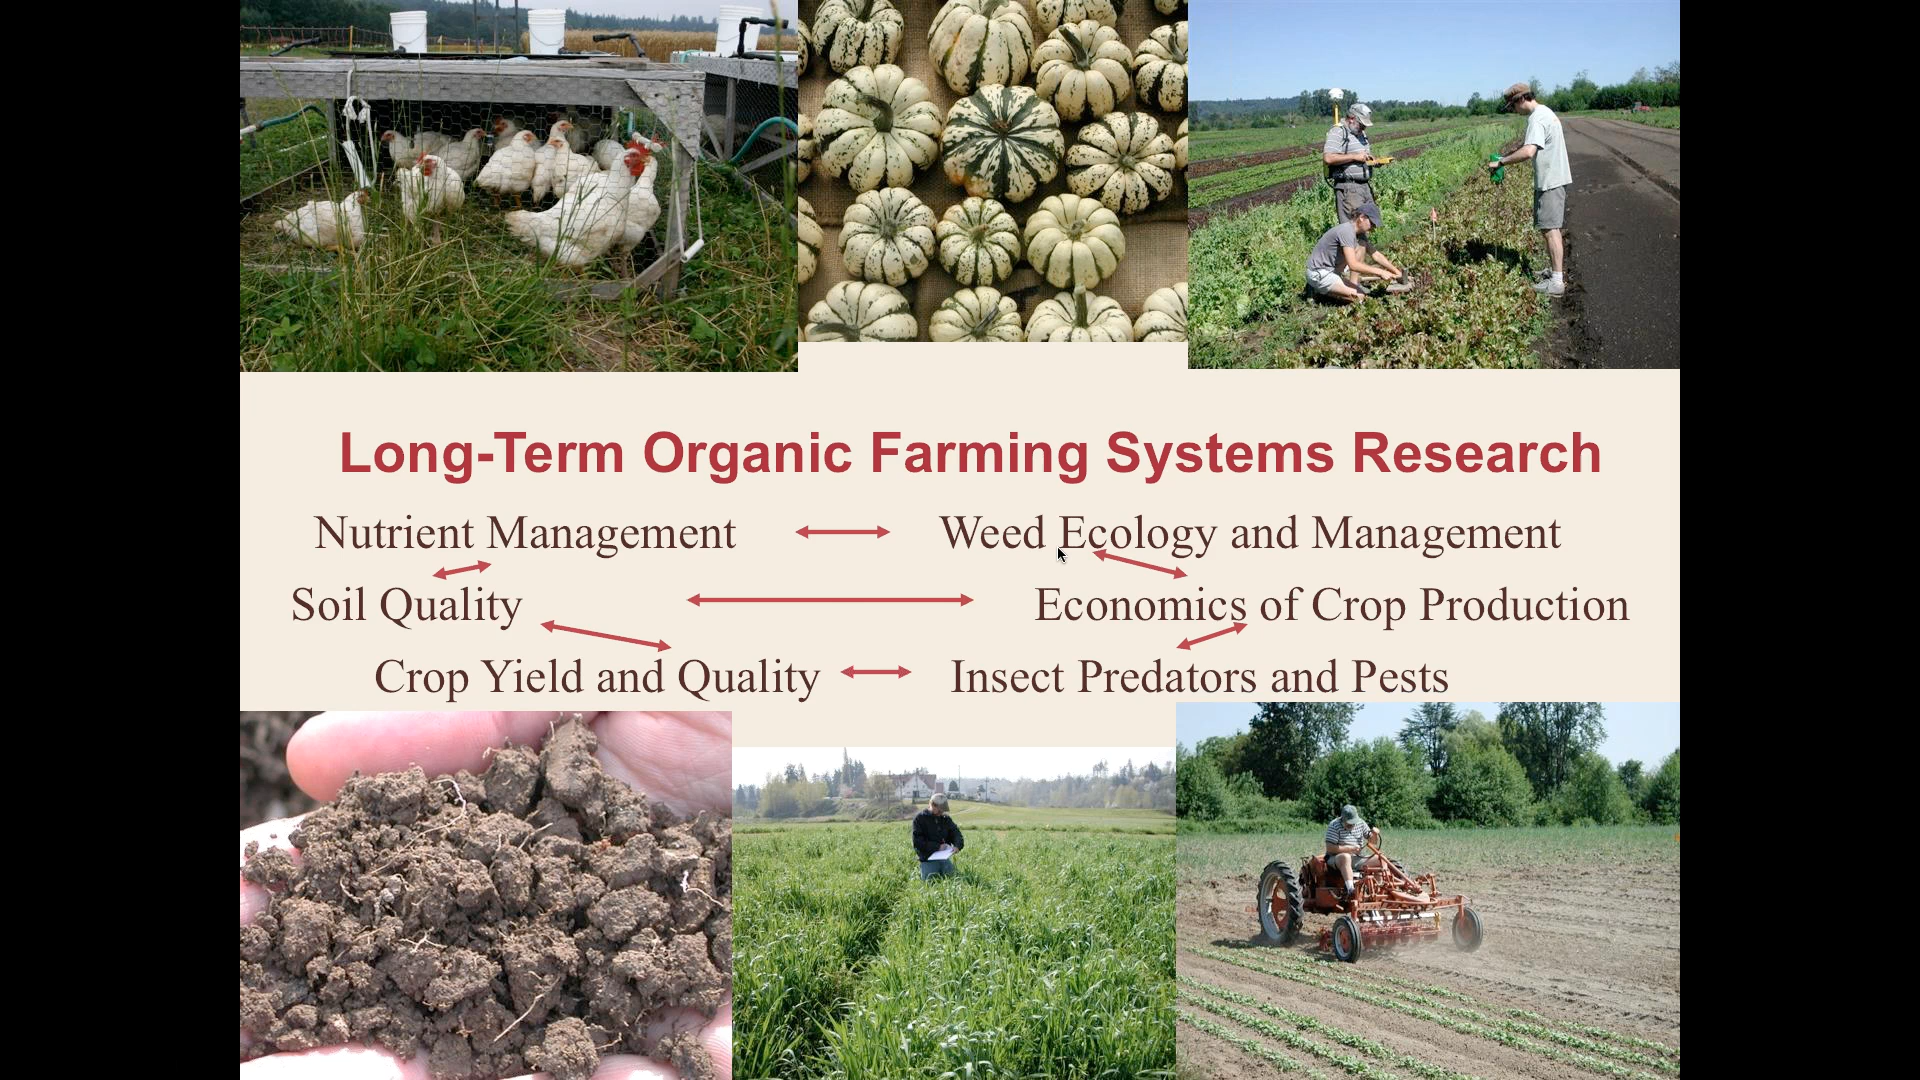 Long-Term Organic Farming Systems Research
Nutrient Management Weed Ecology and Management
Soil Quality Economics of Crop Production
Crop Yield and Quality Insect Predators and Pests